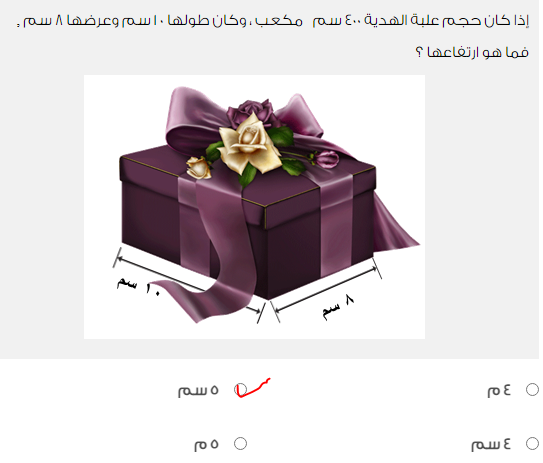 إذا كان حجم علبة الهدية ٤٠٠ سم مكعب ، وكان طولها ١٠ سم وعرضها ٨ سم ,
فما هو ارتفاعها ؟
١٠ سم
٨ سم
٤ م
٥ سم
٤ سم
٥ م